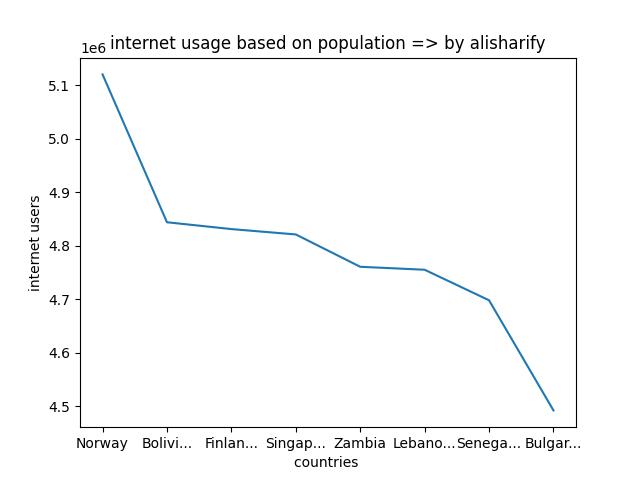 internet usage based on population => by alisharify
1e6
5.1
5.0
4.9
4.8
4.7
4.6
4.5
internet users
Norway Bolivi... Finlan... Singap... Zambia Lebano... Senega... Bulgar...
countries